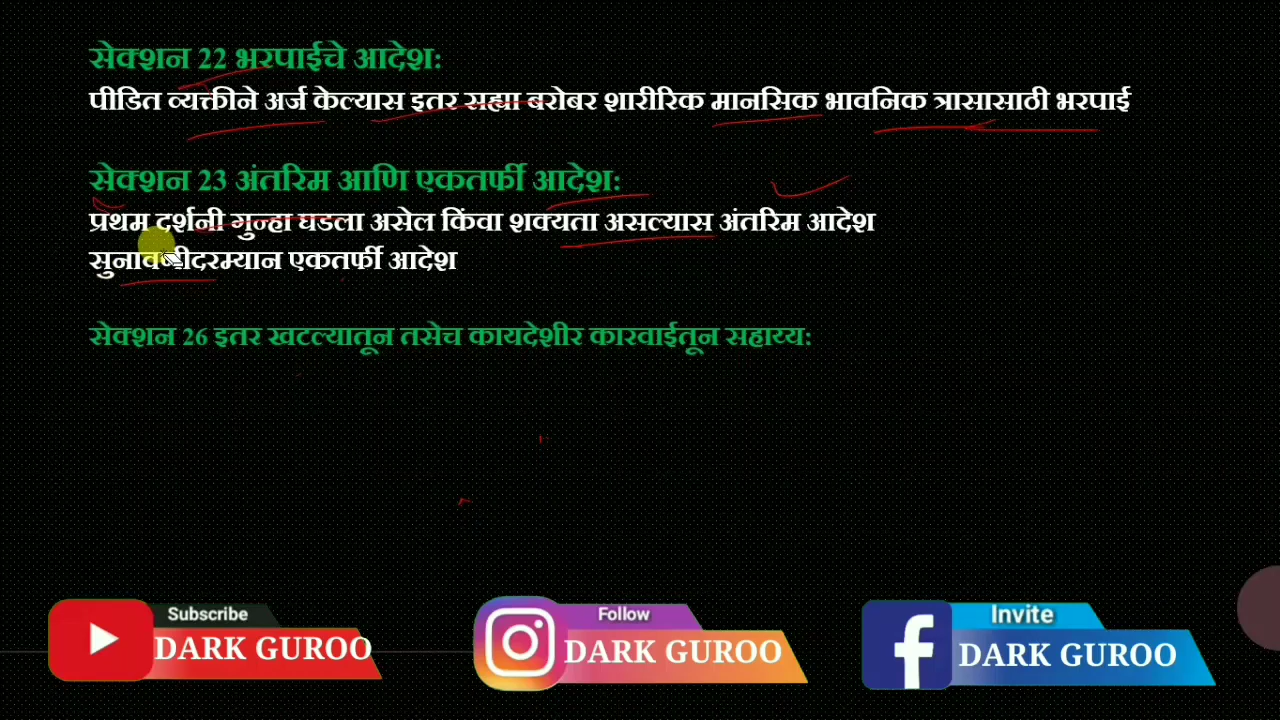 सेक्शन 22 भरपाईचे आदेश:
पीडित व्यक्तीने अर्ज केल्यास इतर सह्या बरोबर शारीरिक मानसिक भावनिक त्रासासाठी भरपाई
सेक्शन 23 अंतरिम आणि एकतर्फी आदेश:
प्रथम दर्शनी गुन्हा घडला असेल किंवा शक्यता असल्यास अंतरिम आदेश
सुनावणीदरम्यान एकतर्फी आदेश
सेक्शन 26 इतर खटल्यातून तसेच कायदेशीर कारवाईतून सहाय्य:
Subscribe
DARK GUROO
Follow
DARK GUROO
Invite
DARK GUROO